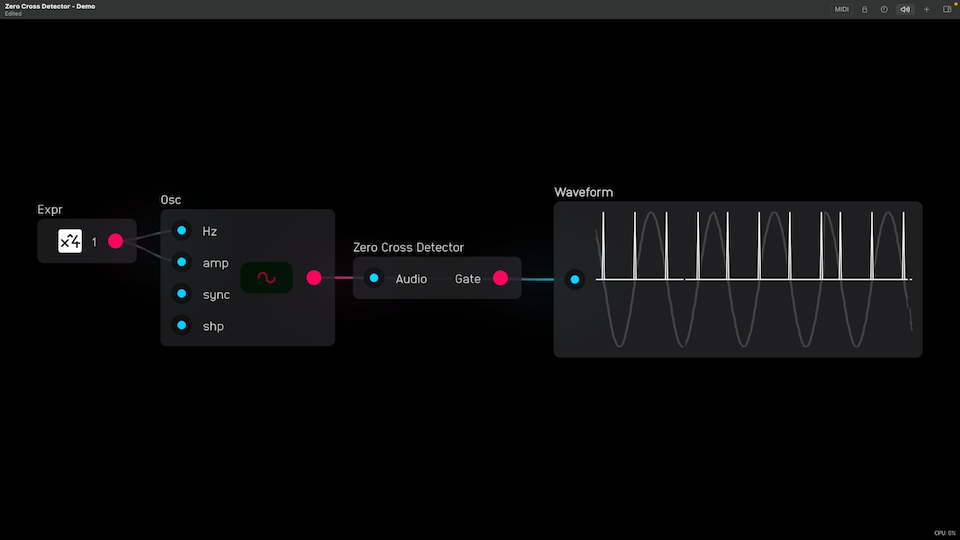 Zero Cross Detector - Demo
Edited
MIDI
Waveform
Osc
Expr
x^4 1
Hz
amp
sync
shp
Zero Cross Detector
Audio Gate
CPU: 0%